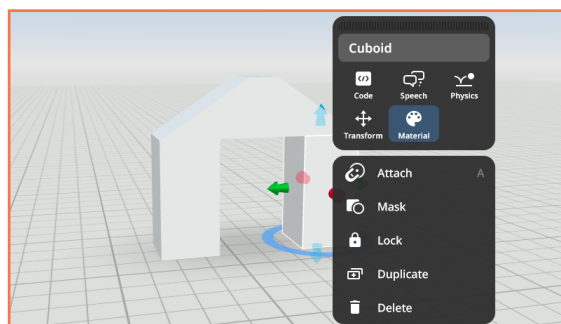 Cuboid
Code Speech Physics
Transform Material
Attach A
Mask
Lock
Duplicate
Delete